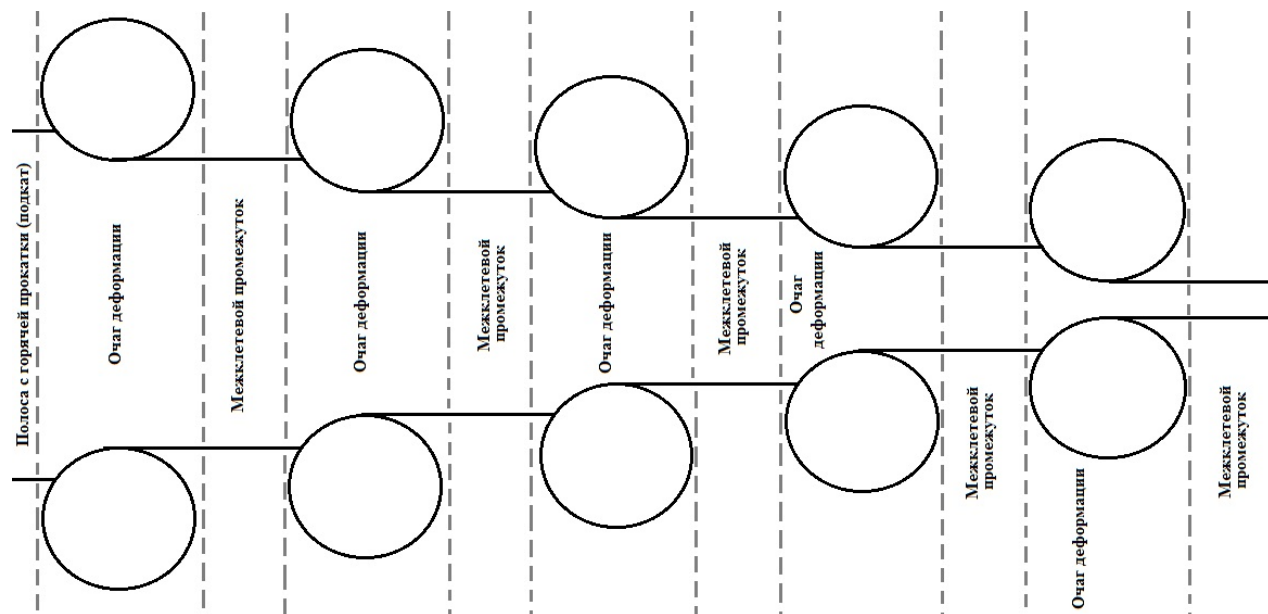 Полоса с горячей прокатки (подкат)
Очаг деформации
Межклетевой промежуток
Очаг деформации
Межклетевой
промежуток
Очаг деформации
Межклетевой
промежуток
Очаг
деформации
Межклетевой
промежуток
Очаг деформации
Межклетевой
промежуток